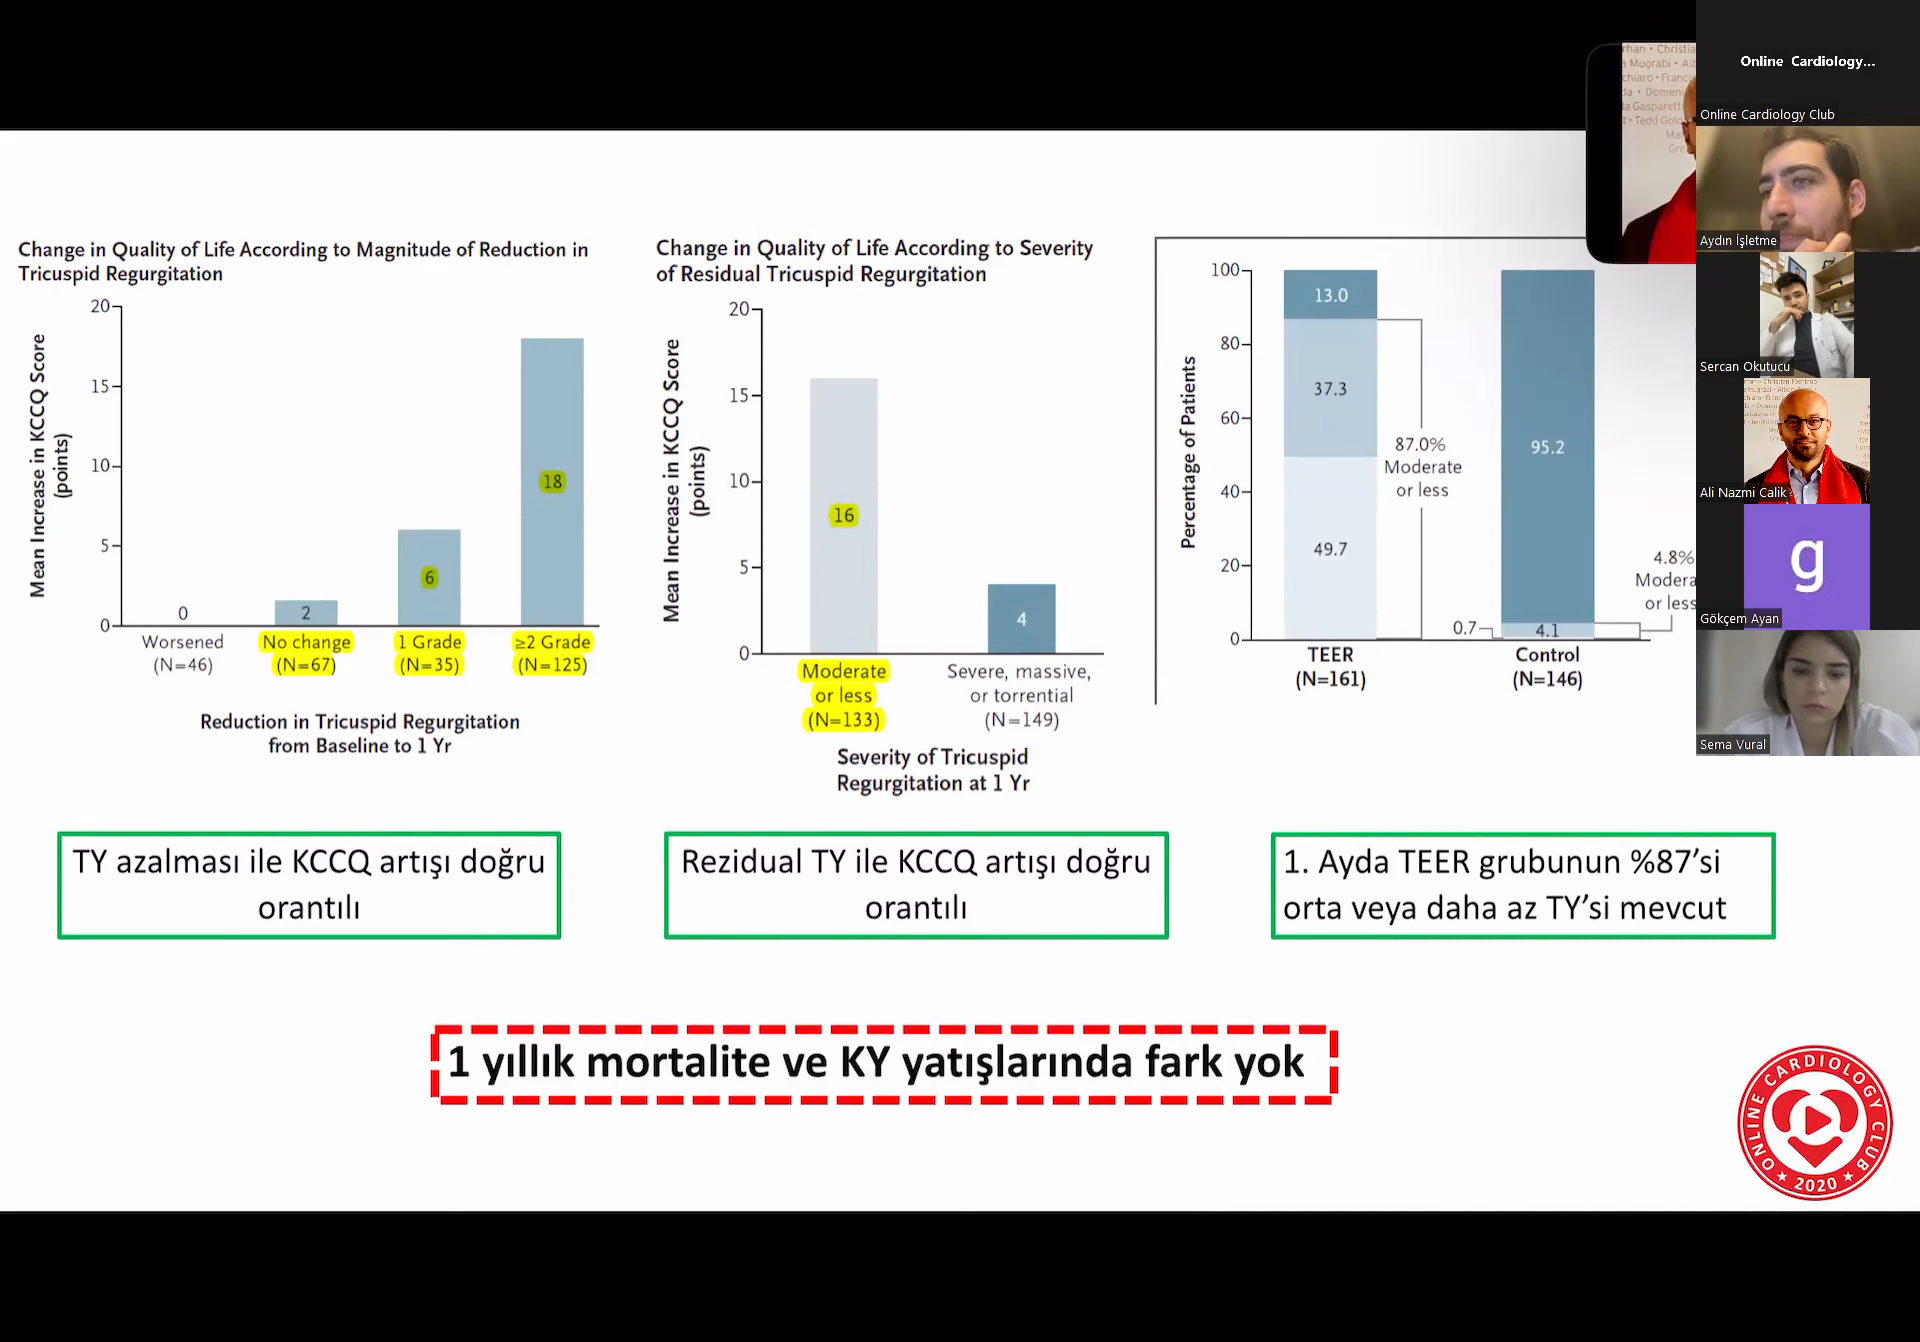 Online Cardiology...
Online Cardiology Club
Aydın İşletme
Sercan Okutucu
Ali Nazmi Calik
g
Gökçem Ayan
Sema Vural
Change in Quality of Life According to Magnitude of Reduction in
Tricuspid Regurgitation
Mean Increase in KCCQ Score
(points)
20
15
10
5
0
0
2
6
18
Worsened
(N=46)
No change
(N=67)
1 Grade
(N=35)
≥2 Grade
(N=125)
Reduction in Tricuspid Regurgitation
from Baseline to 1 Yr
Change in Quality of Life According to Severity
of Residual Tricuspid Regurgitation
Mean Increase in KCCQ Score
(points)
20
15
10
5
0
16
4
Moderate
or less
(N=133)
Severe, massive,
or torrential
(N=149)
Severity of Tricuspid
Regurgitation at 1 Yr
Percentage of Patients
100
80
60
40
20
0
13.0
37.3
49.7
87.0%
Moderate
or less
95.2
0.7
4.1
4.8%
or less
TEER
(N=161)
Control
(N=146)
TY azalması ile KCCQ artışı doğru
orantılı
Rezidual TY ile KCCQ artışı doğru
orantılı
1. Ayda TEER grubunun %87’si
orta veya daha az TY’si mevcut
1 yıllık mortalite ve KY yatışlarında fark yok
ONLINE CARDIOLOGY CLUB
2020